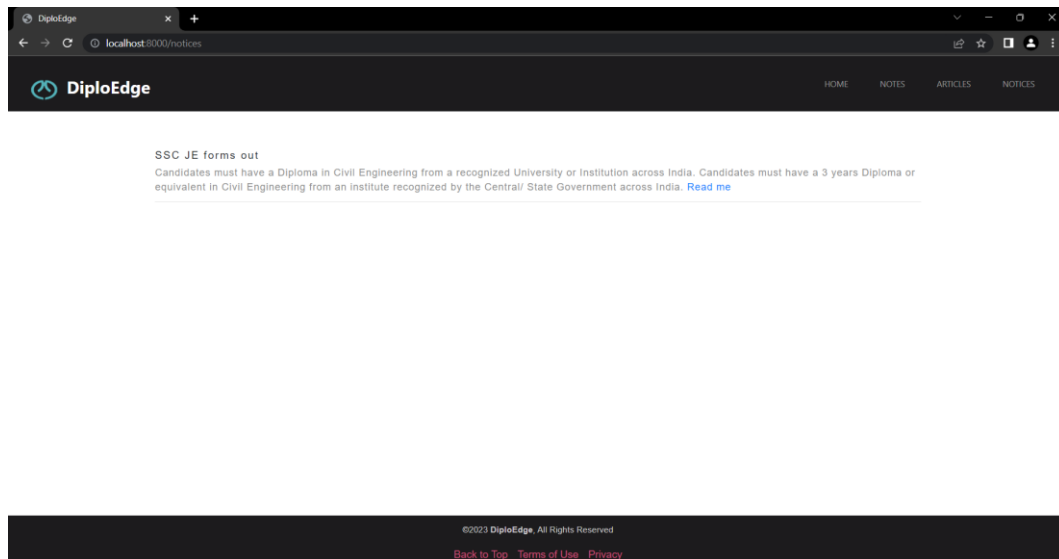 DiploEdge
localhost:8000/notices
DiploEdge
HOME NOTES ARTICLES NOTICES
SSC JE forms out
Candidates must have a Diploma in Civil Engineering from a recognized University or Institution across India. Candidates must have a 3 years Diploma or
equivalent in Civil Engineering from an institute recognized by the Central/ State Government across India. Read me
©2023 DiploEdge, All Rights Reserved
Back to Top Terms of Use Privacy